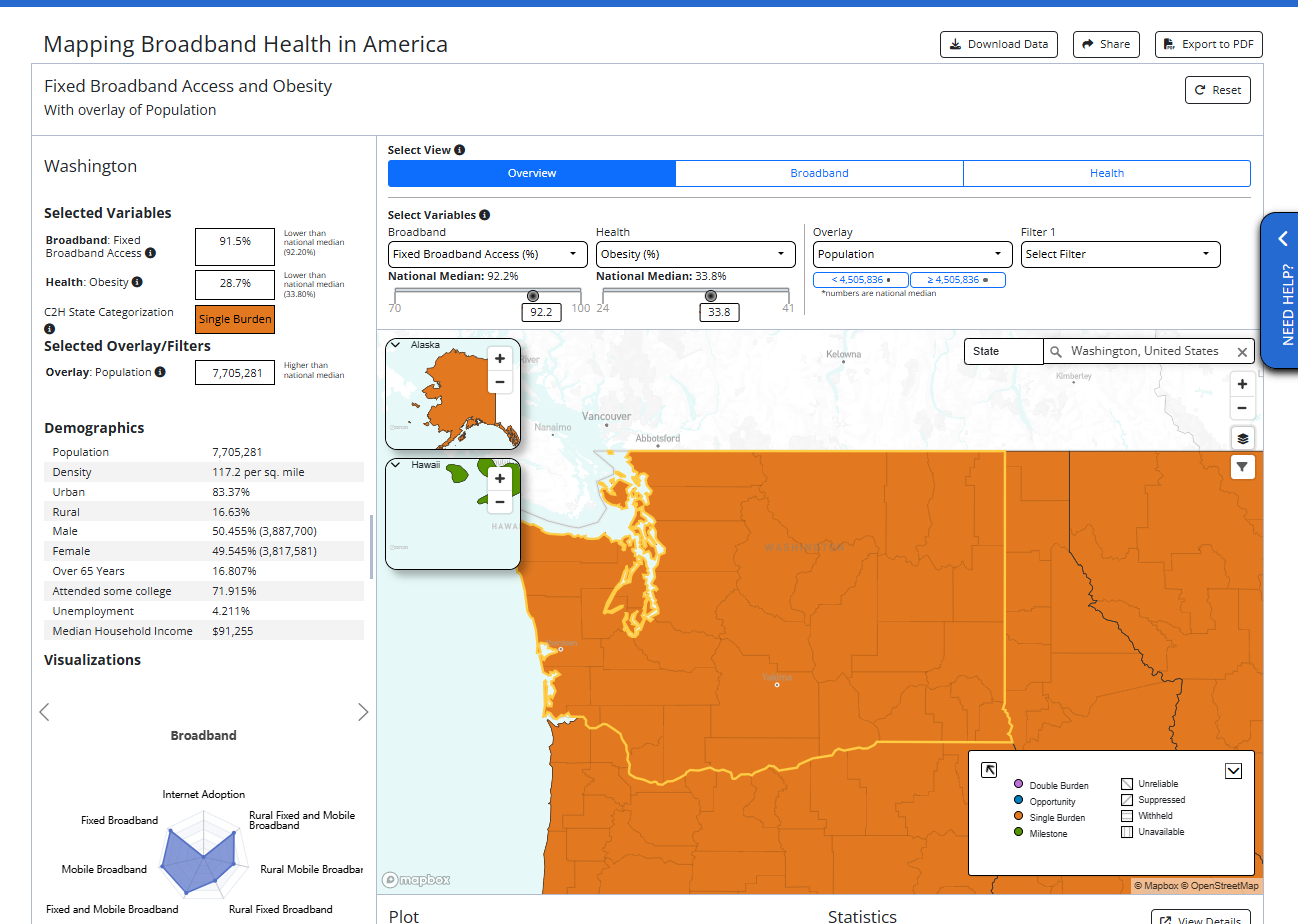 Mapping Broadband Health in America
Download Data
Share
Export to PDF
Fixed Broadband Access and Obesity
With overlay of Population
Reset
Washington
Selected Variables
Broadband: Fixed
Broadband Access
91.5%
Lower than
national median
(92.20%)
Health: Obesity
28.7%
Lower than
national median
(33.80%)
C2H State Categorization
Single Burden
Selected Overlay/Filters
Overlay: Population
7,705,281
Higher than
national median
Demographics
Population 7,705,281
Density 117.2 per sq. mile
Urban 83.37%
Rural 16.63%
Male 50.455% (3,887,700)
Female 49.545% (3,817,581)
Over 65 Years 16.807%
Attended some college 71.915%
Unemployment 4.211%
Median Household Income $91,255
Visualizations
Broadband
Internet Adoption
Fixed Broadband
Rural Fixed and Mobile
Broadband
Mobile Broadband
Rural Mobile Broadbar
Fixed and Mobile Broadband
Rural Fixed Broadband
Select View
Overview
Broadband
Health
Select Variables
Broadband
Health
Overlay
Filter 1
Fixed Broadband Access (%)
Obesity (%)
Population
Select Filter
National Median: 92.2%
National Median: 33.8%
< 4,505,836
≥ 4,505,836
*numbers are national median
70
92.2
100
24
33.8
41
NEED HELP?
Alaska
River
Kelowna
State
Washington, United States
Kimberley
Vancouver
Nanaimo
Abbotsford
Hawaii
HAWA
WASHINGTON
Yakima
Double Burden
Opportunity
Single Burden
Milestone
Unreliable
Suppressed
Withheld
Unavailable
mapbox
© Mapbox © OpenStreetMap
Plot
Statistics
View Details